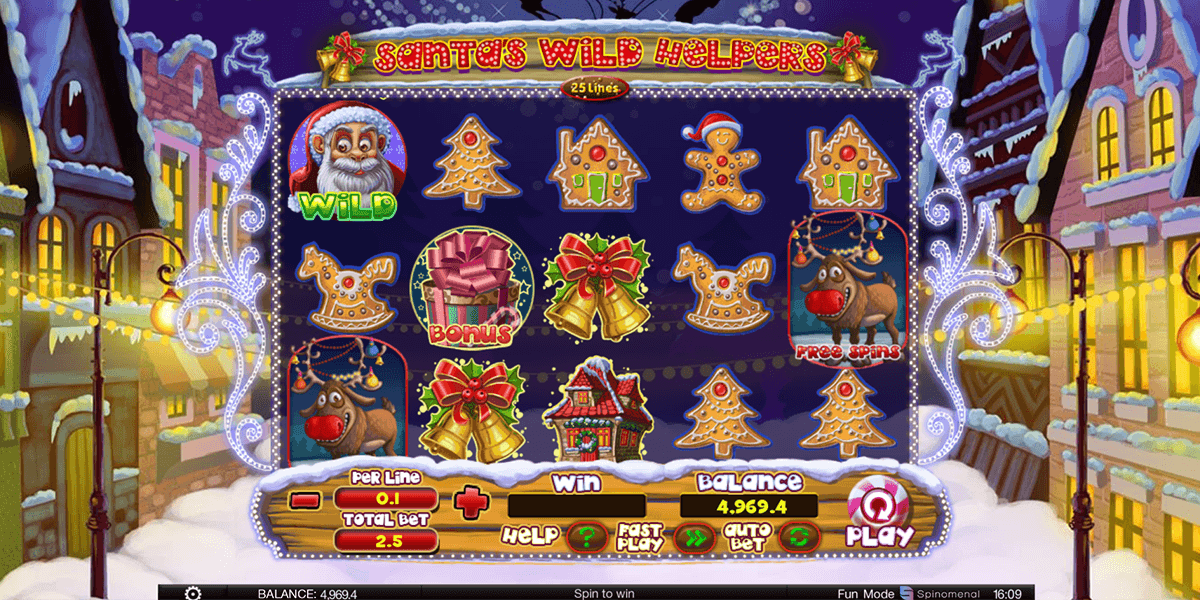 SANTA'S WILD HELPERS
25 Lines
WILD
BONUS
FREE SPINS
PER LINE
0.1
TOTAL BET
2.5
WIN
BALANCE
4,969.4
HELP
?
FAST PLAY
AUTO BET
PLAY
BALANCE: 4,969.4
Spin to win
Fun Mode
Spinomenal
16:09